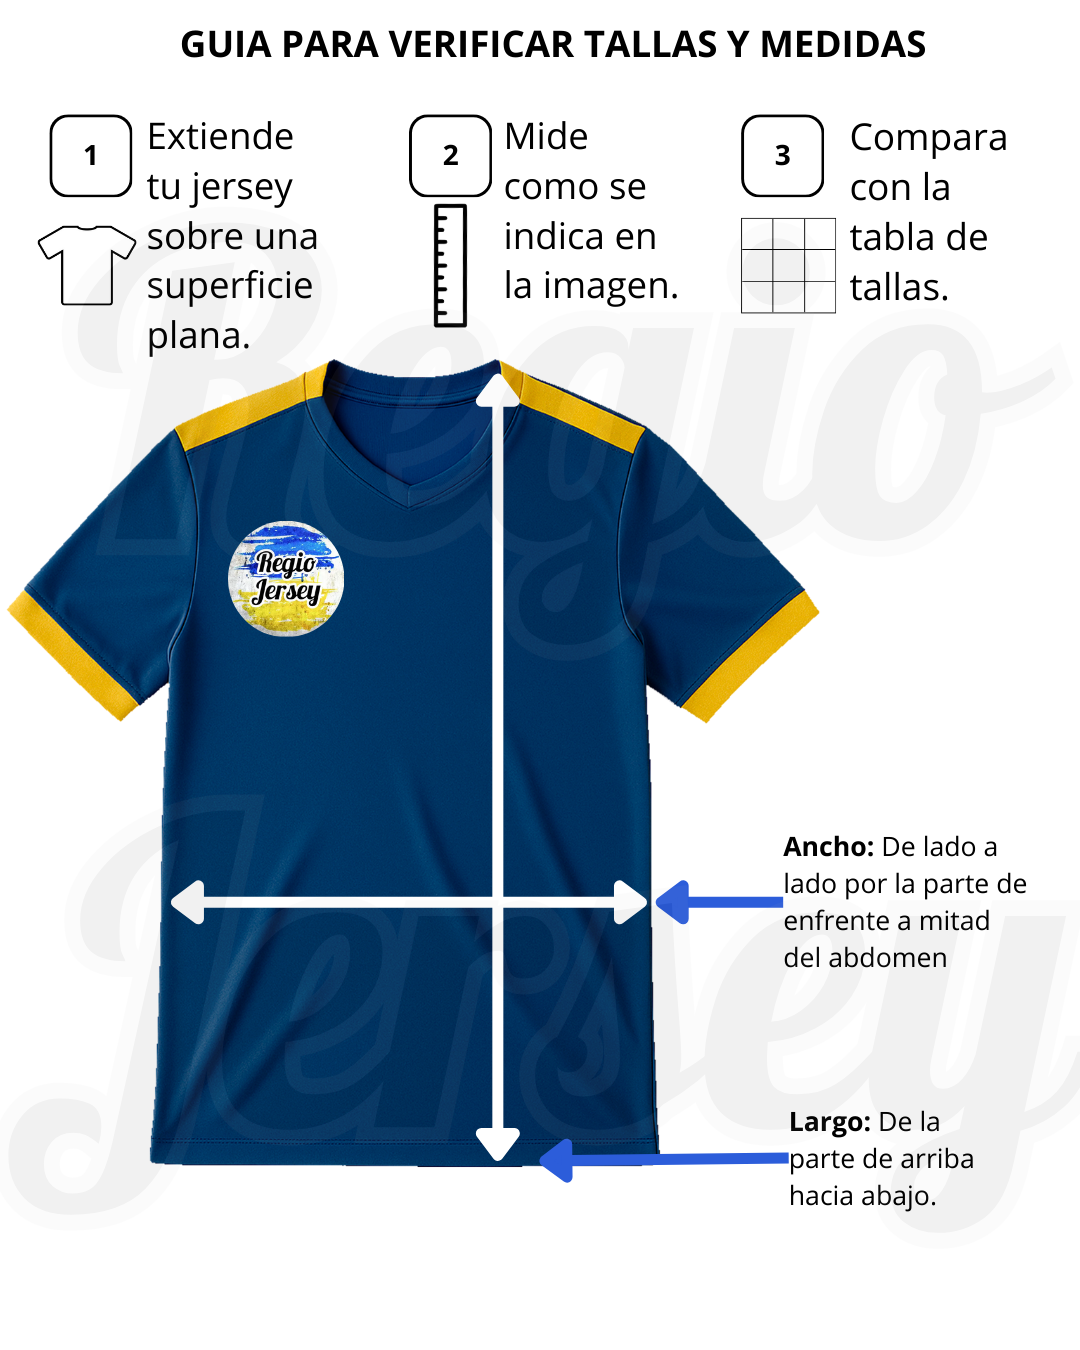 GUIA PARA VERIFICAR TALLAS Y MEDIDAS
1
Extiende
tu jersey
sobre una
superficie
plana.
2
Mide
como se
indica en
la imagen.
3
Compara
con la
tabla de
tallas.
Regio
Jersey
Ancho: De lado a
lado por la parte de
enfrente a mitad
del abdomen
Largo: De la
parte de arriba
hacia abajo.
Regio
Jersey